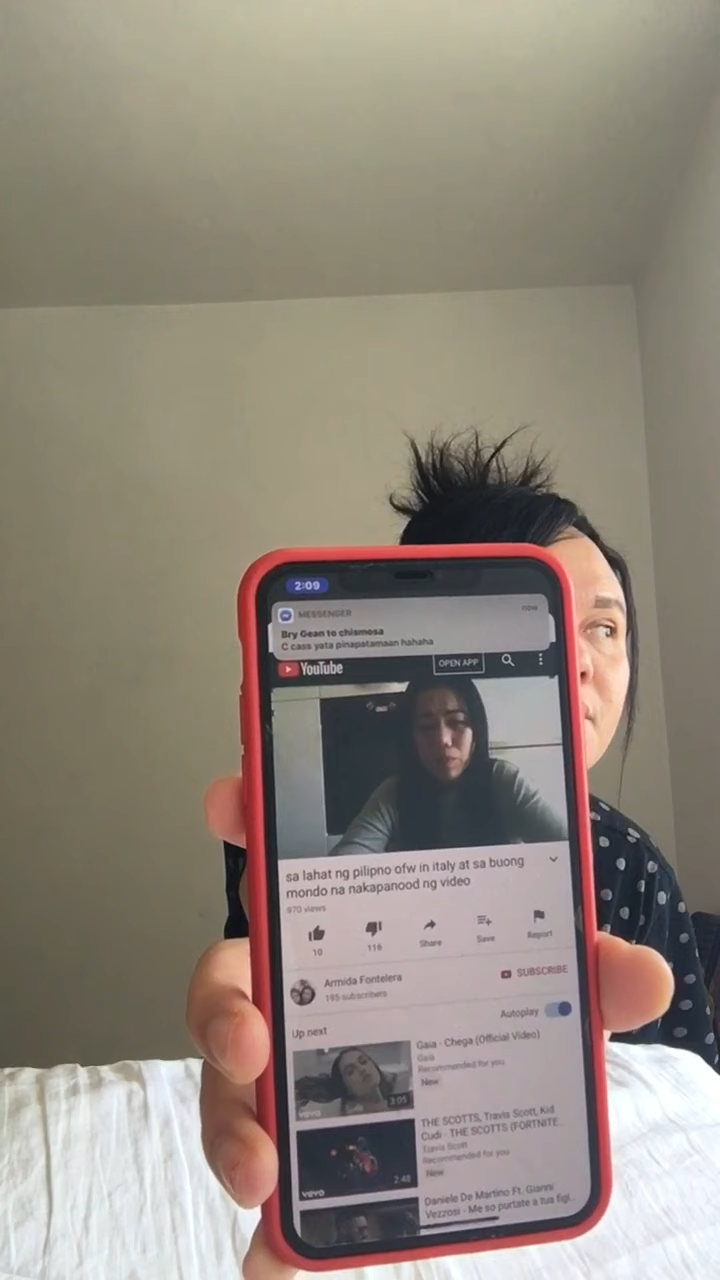 2:09
MESSENGER
now
Bry Gean to chismosa
C cass yata pinapatamaan hahaha
YouTube
OPEN APP
sa lahat ng pilipno ofw in italy at sa buong
mondo na nakapanood ng video
970 views
10
116
Share
Save
Report
Armida Fontelera
195 subscribers
SUBSCRIBE
Autoplay
Up next
Gaia - Chega (Official Video)
Gaia
Recommended for you
New
vevo
3:05
THE SCOTTS, Travis Scott, Kid
Cudi - THE SCOTTS (FORTNITE...
Travis Scott
Recommended for you
New
vevo
2:48
Daniele De Martino Ft. Gianni
Vezzosi - Me so purtate a tua figl...